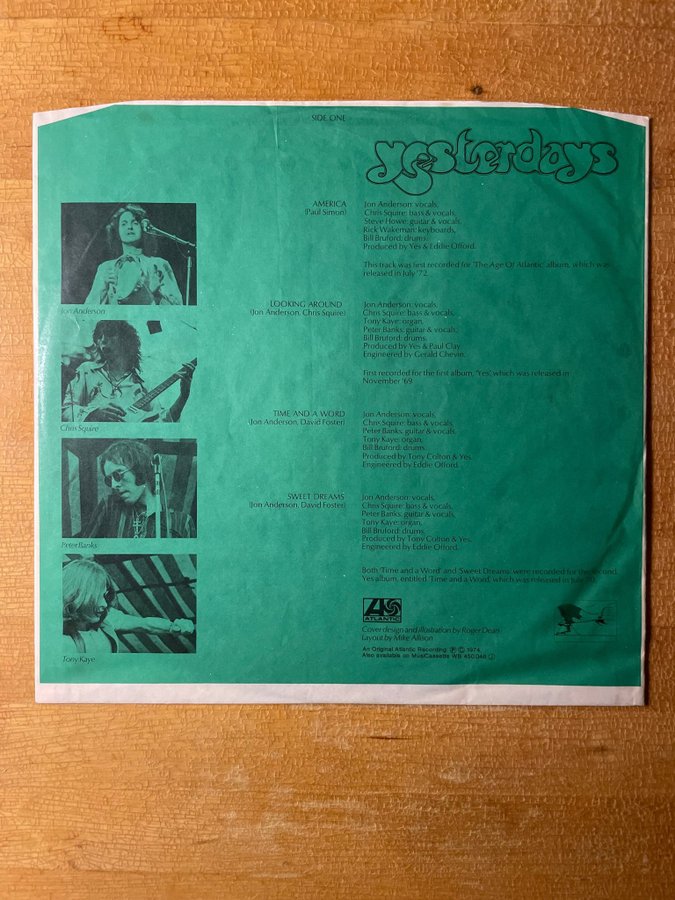 SIDE ONE
yesterdays
AMERICA
(Paul Simon)
Jon Anderson: vocals,
Chris Squire: bass & vocals,
Steve Howe: guitar & vocals,
Rick Wakeman: keyboards,
Bill Bruford: drums.
Produced by Yes & Eddie Offord.
This track was first recorded for 'The Age Of Atlantic' album, which was
released in July '72.
Jon Anderson
LOOKING AROUND
(Jon Anderson, Chris Squire)
Jon Anderson: vocals,
Chris Squire: bass & vocals,
Tony Kaye: organ,
Peter Banks: guitar & vocals,
Bill Bruford: drums.
Produced by Yes & Paul Clay.
Engineered by Gerald Chevin.
First recorded for the first album, 'Yes', which was released in
November '69.
Chris Squire
TIME AND A WORD
(Jon Anderson, David Foster)
Jon Anderson: vocals,
Chris Squire: bass & vocals,
Peter Banks: guitar & vocals,
Tony Kaye: organ,
Bill Bruford: drums.
Produced by Tony Colton & Yes.
Engineered by Eddie Offord.
Peter Banks
SWEET DREAMS
(Jon Anderson, David Foster)
Jon Anderson: vocals,
Chris Squire: bass & vocals,
Peter Banks: guitar & vocals,
Tony Kaye: organ,
Bill Bruford: drums.
Produced by Tony Colton & Yes.
Engineered by Eddie Offord.
Both 'Time and a Word' and 'Sweet Dreams' were recorded for the second
Yes album, entitled 'Time and a Word' which was released in July '70.
Tony Kaye
ATLANTIC
Cover design and illustration by Roger Dean
Layout by Mike Allison
An Original Atlantic Recording Ⓟ © 1974
Also available on MusiCassette WB 450 048